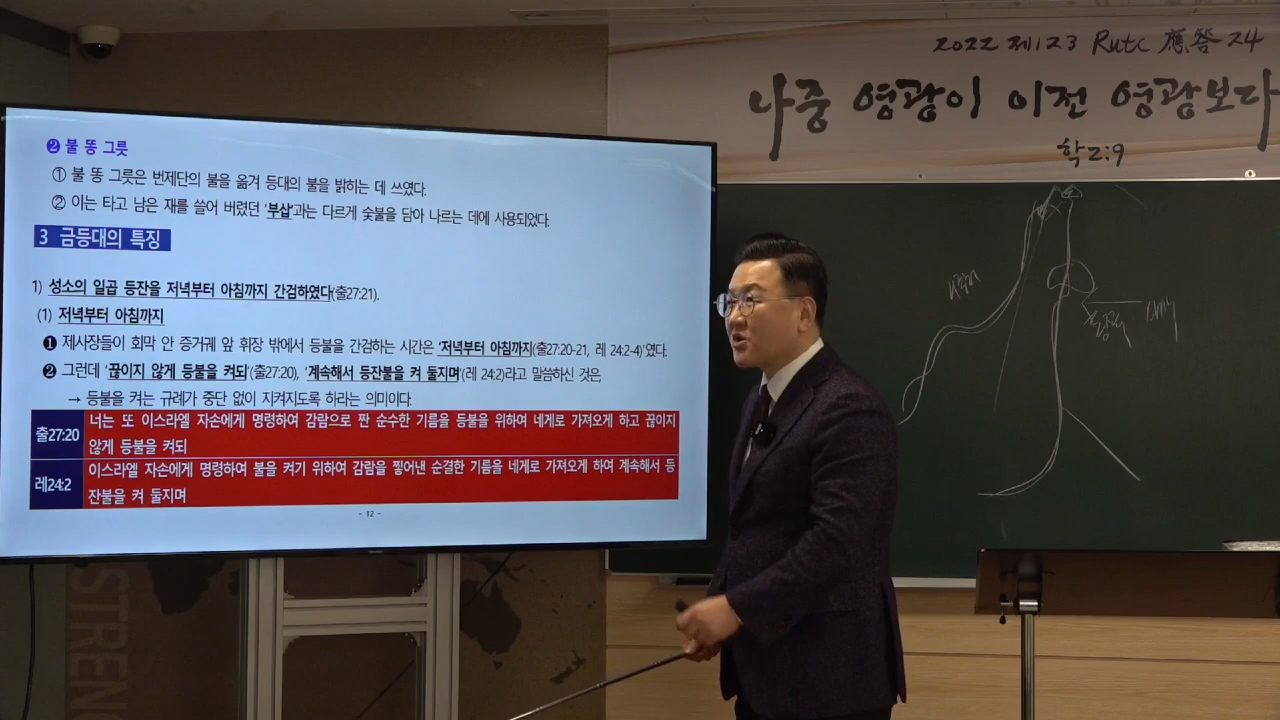 2022 제123 Rutc 應答 24
나중 영광이 이전 영광보다
학2:9
❷ 불 똥 그릇
① 불 똥 그릇은 번제단의 불을 옮겨 등대의 불을 밝히는 데 쓰였다.
② 이는 타고 남은 재를 쓸어 버렸던 '부삽'과는 다르게 숯불을 담아 나르는 데에 사용되었다.
3 금등대의 특징
1) 성소의 일곱 등잔을 저녁부터 아침까지 간검하였다(출27:21).
(1) 저녁부터 아침까지
❶ 제사장들이 회막 안 증거궤 앞 휘장 밖에서 등불을 간검하는 시간은 '저녁부터 아침까지(출27:20-21, 레 24:2-4)'였다.
❷ 그런데 '끊이지 않게 등불을 켜되'(출27:20), '계속해서 등잔불을 켜 둘지며'(레 24:2)라고 말씀하신 것은,
→ 등불을 켜는 규례가 중단 없이 지켜지도록 하라는 의미이다.
출27:20 너는 또 이스라엘 자손에게 명령하여 감람으로 짠 순수한 기름을 등불을 위하여 네게로 가져오게 하고 끊이지
않게 등불을 켜되
레24:2 이스라엘 자손에게 명령하여 불을 켜기 위하여 감람을 찧어낸 순결한 기름을 네게로 가져오게 하여 계속해서 등
잔불을 켜 둘지며
- 12 -
STRENG